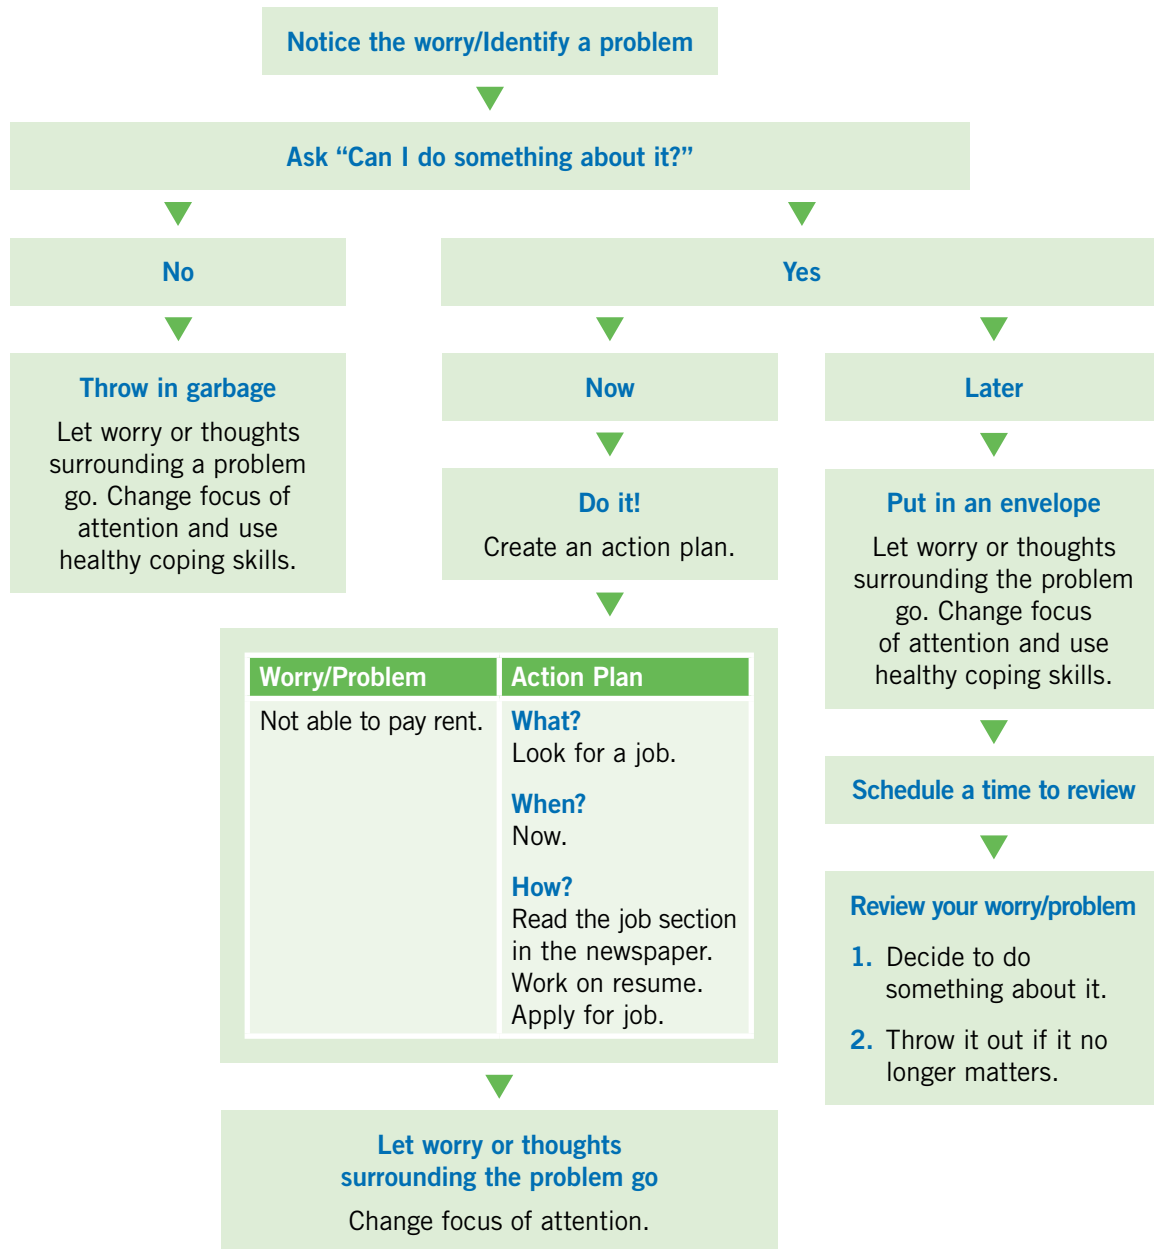 Notice the worry/Identify a problem
Ask “Can I do something about it?”
No
Throw in garbage
Let worry or thoughts
surrounding a problem
go. Change focus of
attention and use
healthy coping skills.
Yes
Now
Do it!
Create an action plan.
Worry/Problem
Action Plan
Not able to pay rent.
What?
Look for a job.
When?
Now.
How?
Read the job section
in the newspaper.
Work on resume.
Apply for job.
Let worry or thoughts
surrounding the problem go
Change focus of attention.
Later
Put in an envelope
Let worry or thoughts
surrounding the problem
go. Change focus
of attention and use
healthy coping skills.
Schedule a time to review
Review your worry/problem
1. Decide to do
something about it.
2. Throw it out if it no
longer matters.